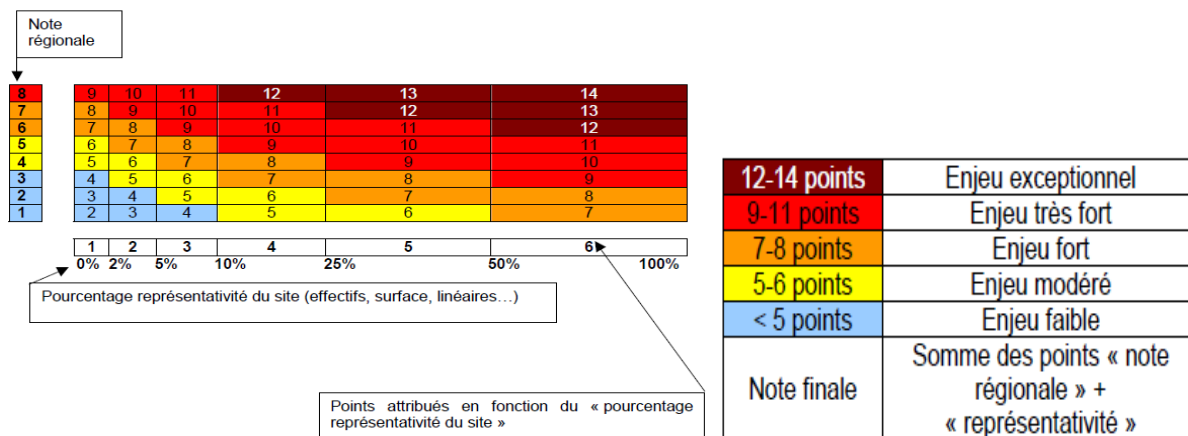 Note
régionale
8 9 10 11 12 13 14
7 8 9 10 11 12 13
6 7 8 9 10 11 12
5 6 7 8 9 10 11
4 5 6 7 8 9 10
3 4 5 6 7 8 9
2 3 4 5 6 7 8
1 2 3 4 5 6 7
1 2 3 4 5 6
0% 2% 5% 10% 25% 50% 100%
Pourcentage représentativité du site (effectifs, surface, linéaires…)
Points attribués en fonction du « pourcentage
représentativité du site »
12-14 points Enjeu exceptionnel
9-11 points Enjeu très fort
7-8 points Enjeu fort
5-6 points Enjeu modéré
< 5 points Enjeu faible
Note finale
Somme des points « note
régionale » +
« représentativité »